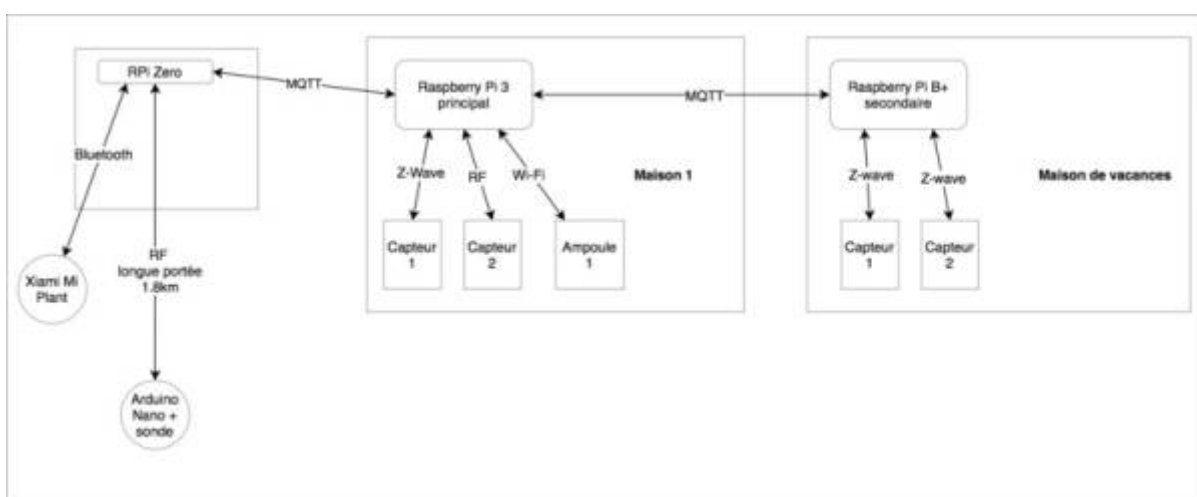 RPi Zero
MQTT
Raspberry Pi 3
principal
MQTT
Raspberry Pi B+
secondaire
Bluetooth
Z-Wave
RF
Wi-Fi
Maison 1
Z-wave
Z-wave
Maison de vacances
RF
longue portée
1.8km
Xiami Mi
Plant
Capteur
1
Capteur
2
Ampoule
1
Capteur
1
Capteur
2
Arduino
Nano +
sonde